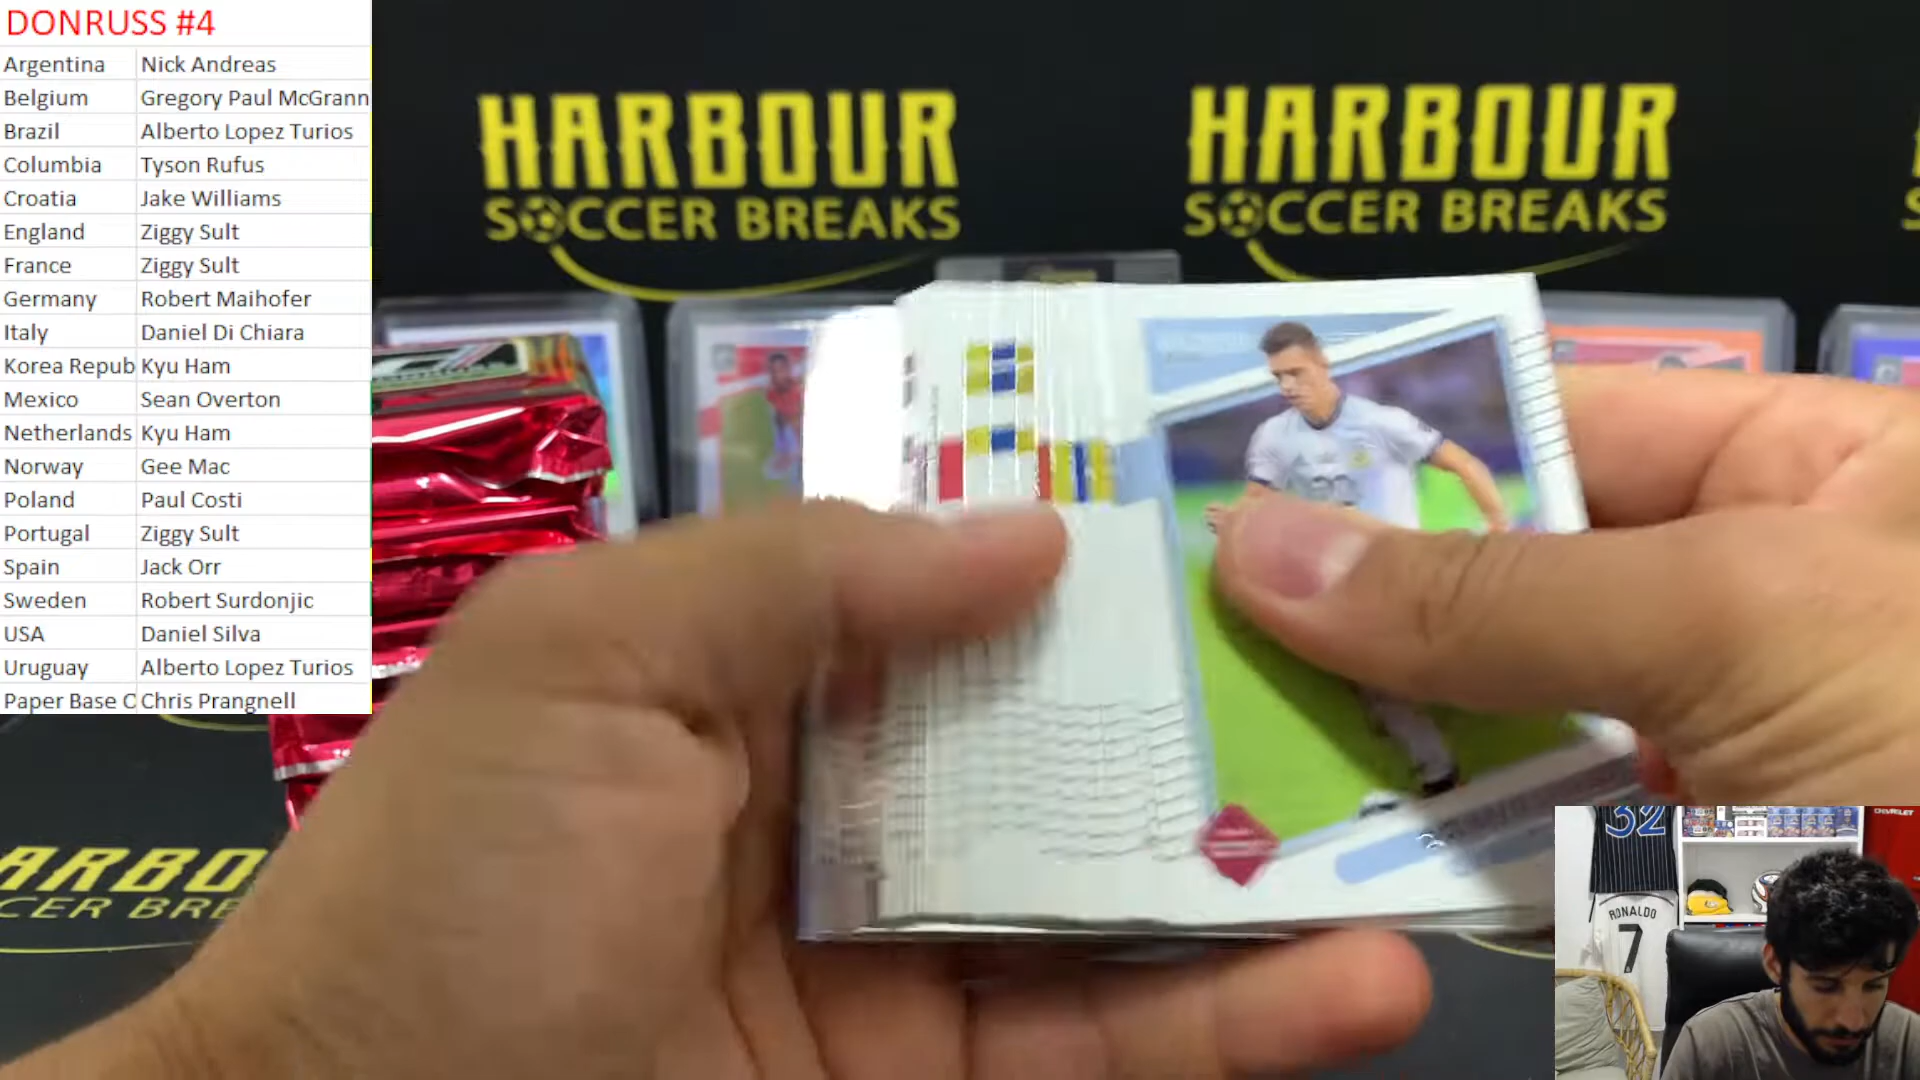 DONRUSS #4
Argentina Nick Andreas
Belgium Gregory Paul McGrann
Brazil Alberto Lopez Turios
Columbia Tyson Rufus
Croatia Jake Williams
England Ziggy Sult
France Ziggy Sult
Germany Robert Maihofer
Italy Daniel Di Chiara
Korea Repub Kyu Ham
Mexico Sean Overton
Netherlands Kyu Ham
Norway Gee Mac
Poland Paul Costi
Portugal Ziggy Sult
Spain Jack Orr
Sweden Robert Surdonjic
USA Daniel Silva
Uruguay Alberto Lopez Turios
Paper Base C Chris Prangnell
HARBOUR
SOCCER BREAKS
HARBOUR
SOCCER BREAKS
S
ARBO
CER BRE
32
CHEVROLET
RONALDO
7